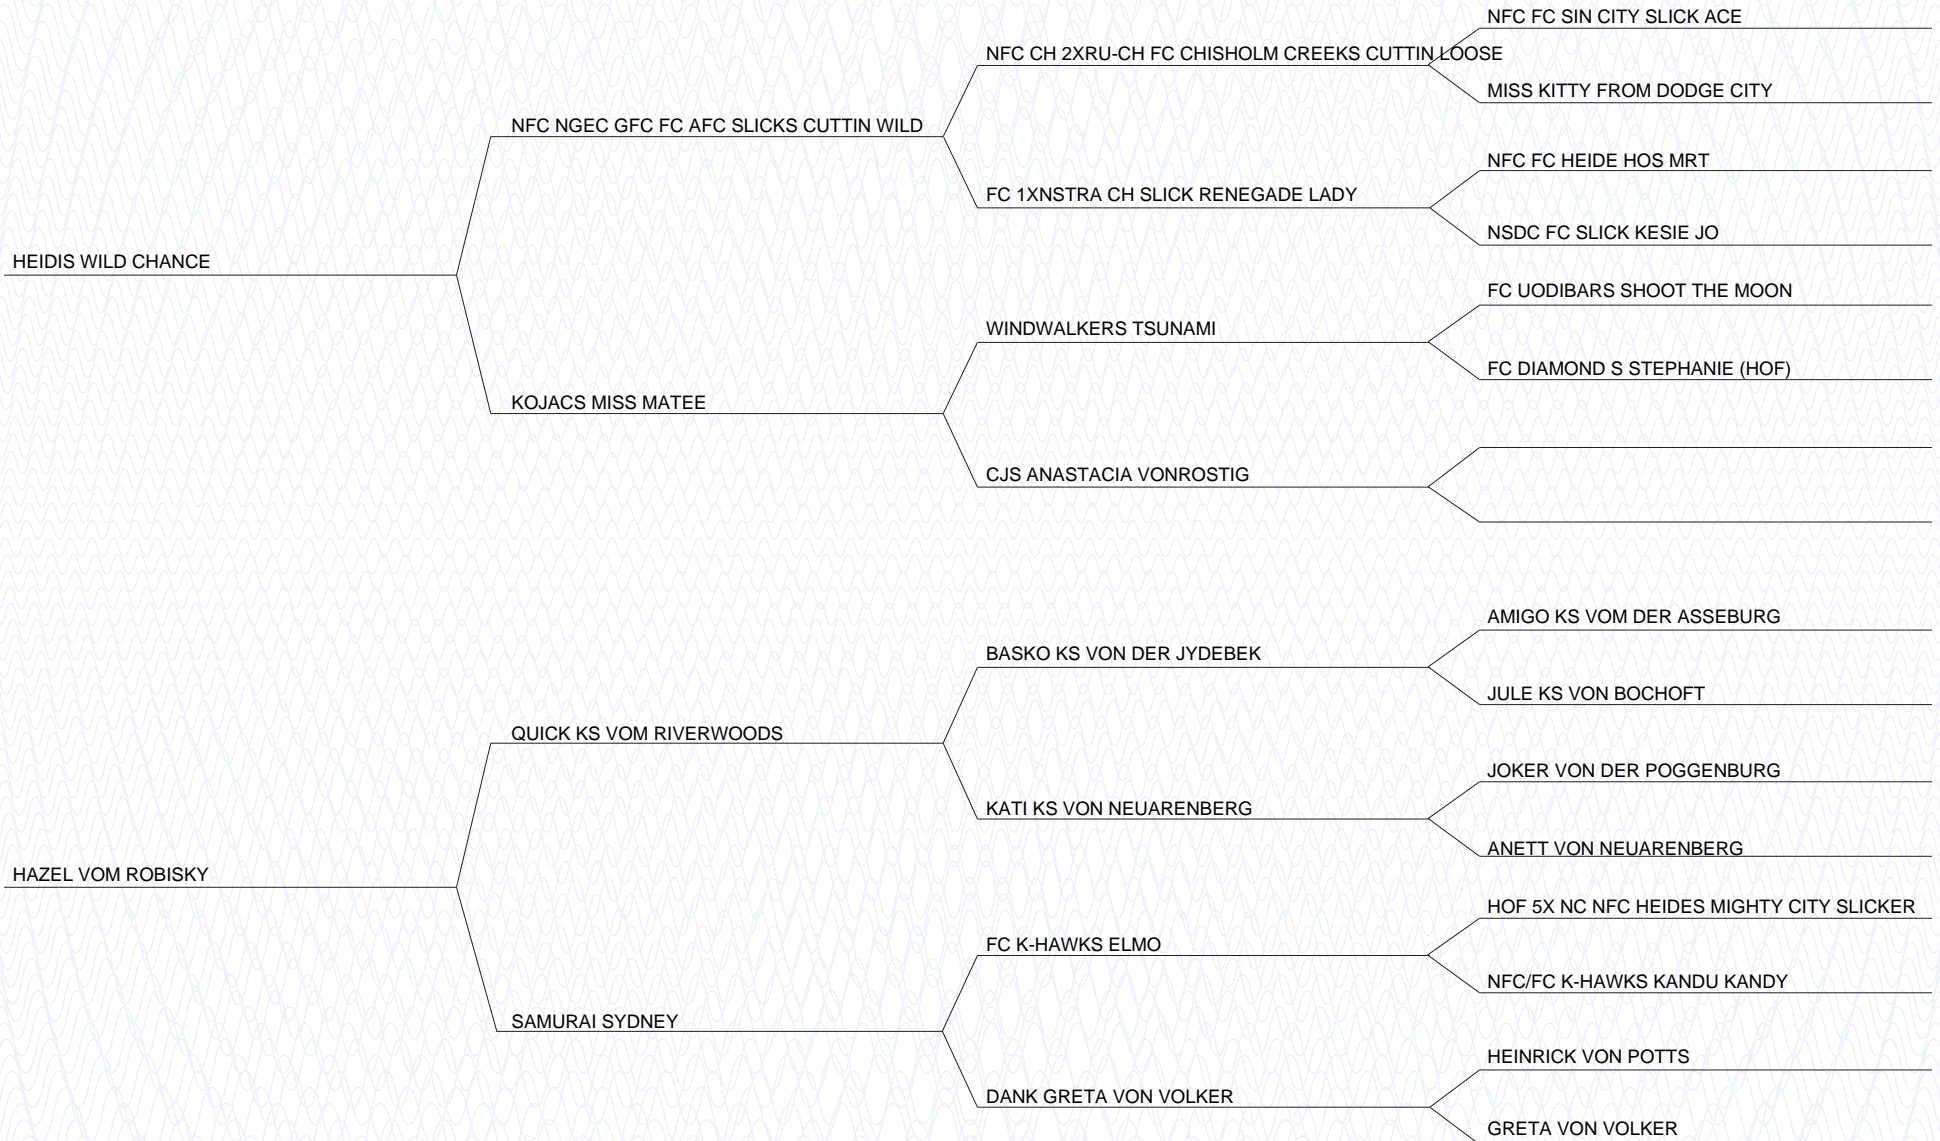 NFC FC SIN CITY SLICK ACE
NFC CH 2XRU-CH FC CHISHOLM CREEKS CUTTIN LOOSE
MISS KITTY FROM DODGE CITY
NFC NGEC GFC FC AFC SLICKS CUTTIN WILD
NFC FC HEIDE HOS MRT
FC 1XNSTRA CH SLICK RENEGADE LADY
NSDC FC SLICK KESIE JO
HEIDIS WILD CHANCE
FC UODIBARS SHOOT THE MOON
WINDWALKERS TSUNAMI
FC DIAMOND S STEPHANIE (HOF)
KOJACS MISS MATEE
CJS ANASTACIA VONROSTIG
AMIGO KS VOM DER ASSEBURG
BASKO KS VON DER JYDEBEK
JULE KS VON BOCHOFT
QUICK KS VOM RIVERWOODS
JOKER VON DER POGGENBURG
KATI KS VON NEUARENBERG
ANETT VON NEUARENBERG
HAZEL VOM ROBISKY
HOF 5X NC NFC HEIDES MIGHTY CITY SLICKER
FC K-HAWKS ELMO
NFC/FC K-HAWKS KANDU KANDY
SAMURAI SYDNEY
HEINRICK VON POTTS
DANK GRETA VON VOLKER
GRETA VON VOLKER